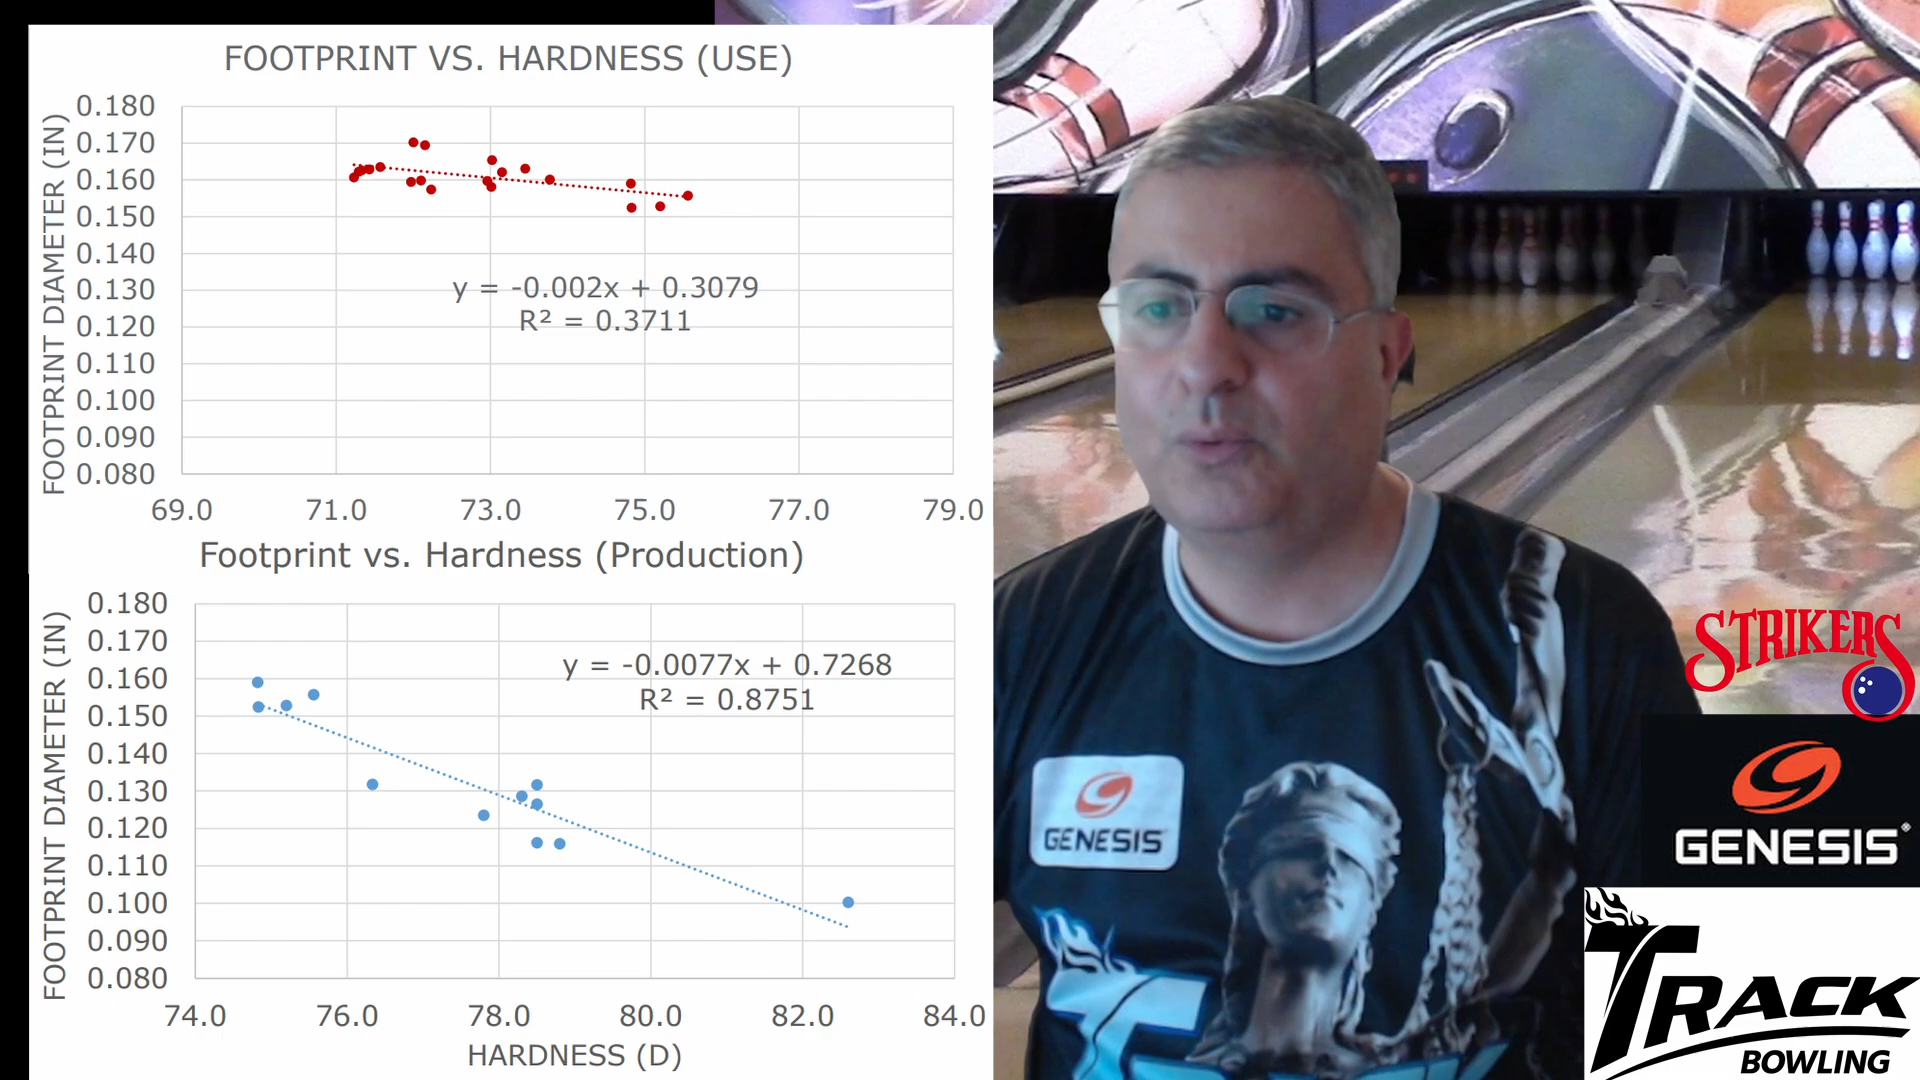 FOOTPRINT VS. HARDNESS (USE)
FOOTPRINT DIAMETER (IN)
0.180
0.170
0.160
0.150
0.140
0.130
0.120
0.110
0.100
0.090
0.080
y = -0.002x + 0.3079
R² = 0.3711
69.0 71.0 73.0 75.0 77.0 79.0
Footprint vs. Hardness (Production)
FOOTPRINT DIAMETER (IN)
0.180
0.170
0.160
0.150
0.140
0.130
0.120
0.110
0.100
0.090
0.080
y = -0.0077x + 0.7268
R² = 0.8751
74.0 76.0 78.0 80.0 82.0 84.0
HARDNESS (D)
GENESIS
STRIKERS
GENESIS®
TRACK
BOWLING